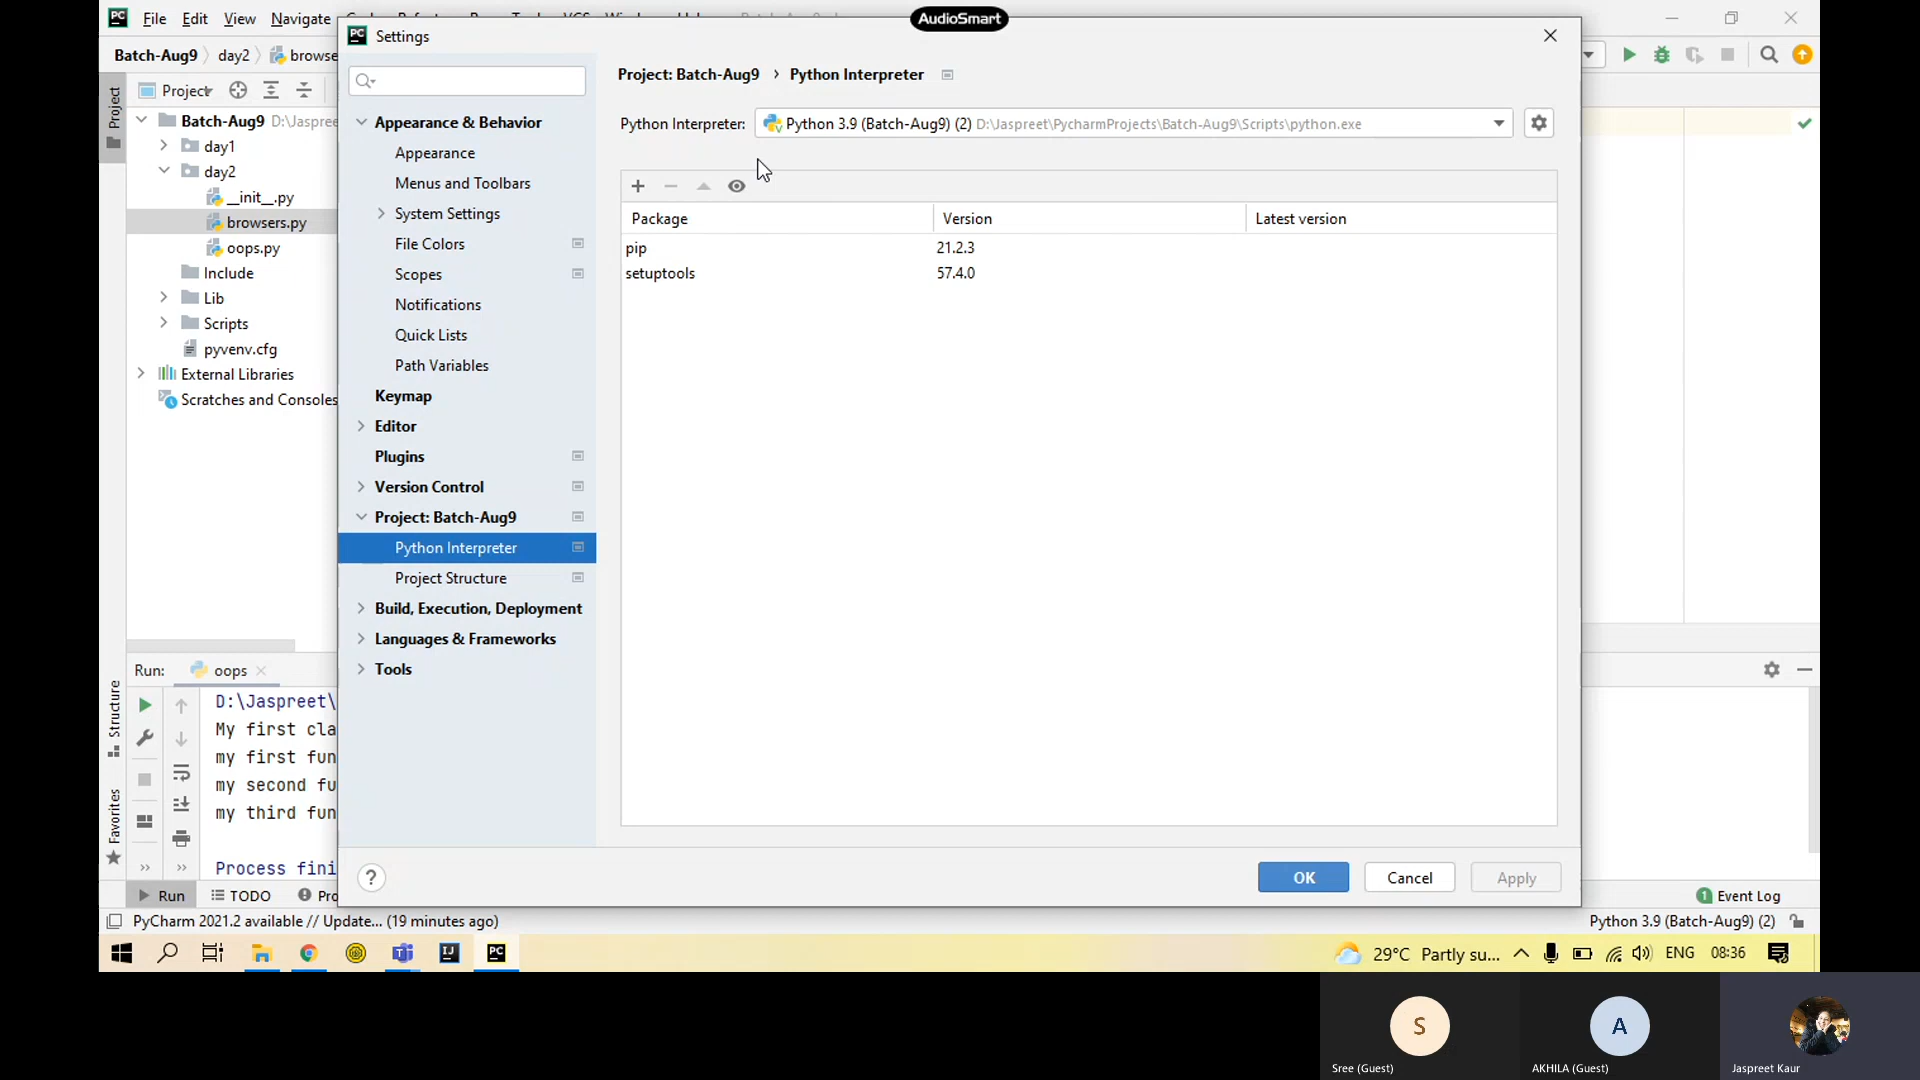 AudioSmart
File Edit View Navigate
Settings
Batch-Aug9 day2 browse
Project
Project
Batch-Aug9 D:\Jaspree
day1
day2
__init__.py
browsers.py
oops.py
Include
Lib
Scripts
pyvenv.cfg
External Libraries
Scratches and Consoles
Appearance & Behavior
Appearance
Menus and Toolbars
System Settings
File Colors
Scopes
Notifications
Quick Lists
Path Variables
Keymap
Editor
Plugins
Version Control
Project: Batch-Aug9
Python Interpreter
Project Structure
Build, Execution, Deployment
Languages & Frameworks
Tools
Project: Batch-Aug9 › Python Interpreter
Python Interpreter: Python 3.9 (Batch-Aug9) (2) D:\Jaspreet\PycharmProjects\Batch-Aug9\Scripts\python.exe
Package Version Latest version
pip 21.2.3
setuptools 57.4.0
OK Cancel Apply
?
Structure
Favorites
Run: oops
D:\Jaspreet\
My first cla
my first fun
my second fu
my third fun
Process fini
Run TODO Pro
1 Event Log
PyCharm 2021.2 available // Update... (19 minutes ago)
Python 3.9 (Batch-Aug9) (2)
29°C Partly su... ENG 08:36
S
Sree (Guest)
A
AKHILA (Guest)
Jaspreet Kaur